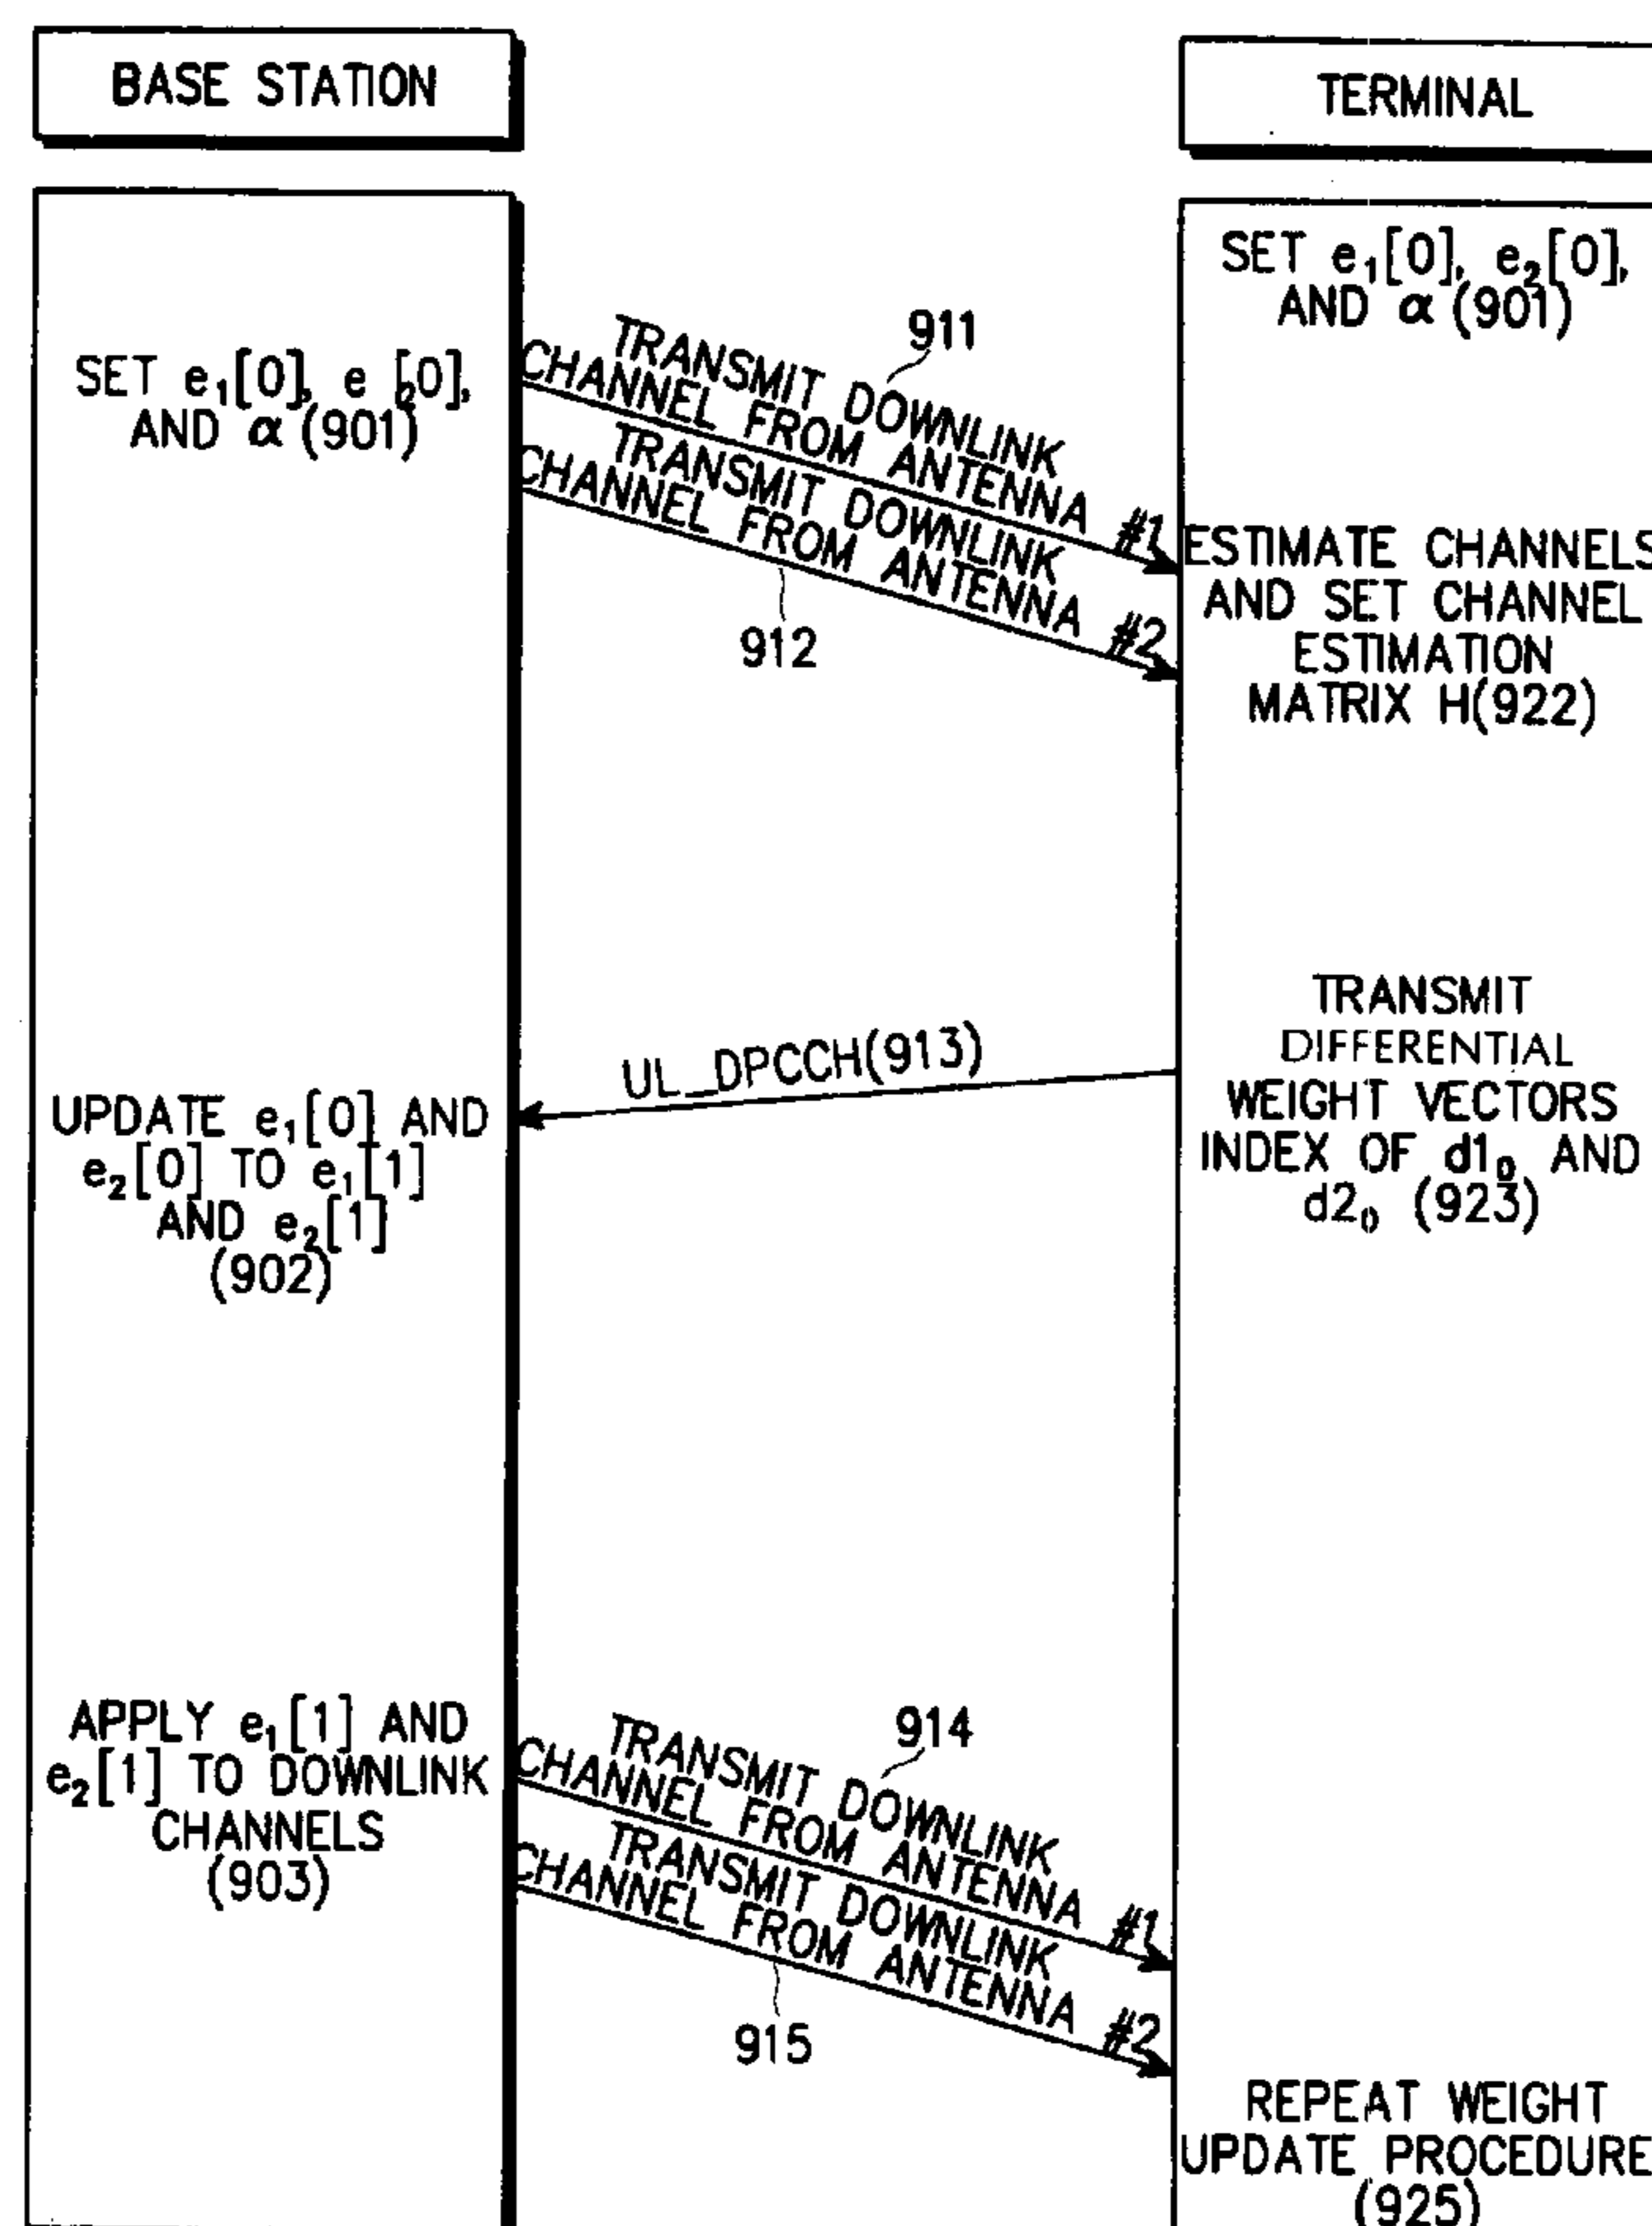 BASE STATION
TERMINAL
SET e₁[0], e₂[0],
AND α (901)
911
TRANSMIT DOWNLINK
CHANNEL FROM ANTENNA #1
SET e₁[0], e₂[0],
AND α (901)
TRANSMIT DOWNLINK
CHANNEL FROM ANTENNA #2
912
ESTIMATE CHANNELS
AND SET CHANNEL
ESTIMATION
MATRIX H(922)
TRANSMIT
DIFFERENTIAL
WEIGHT VECTORS
INDEX OF d1₀ AND
d2₀ (923)
UL_DPCCH(913)
UPDATE e₁[0] AND
e₂[0] TO e₁[1]
AND e₂[1]
(902)
APPLY e₁[1] AND
e₂[1] TO DOWNLINK
CHANNELS
(903)
914
TRANSMIT DOWNLINK
CHANNEL FROM ANTENNA #1
TRANSMIT DOWNLINK
CHANNEL FROM ANTENNA #2
915
REPEAT WEIGHT
UPDATE PROCEDURE
(925)